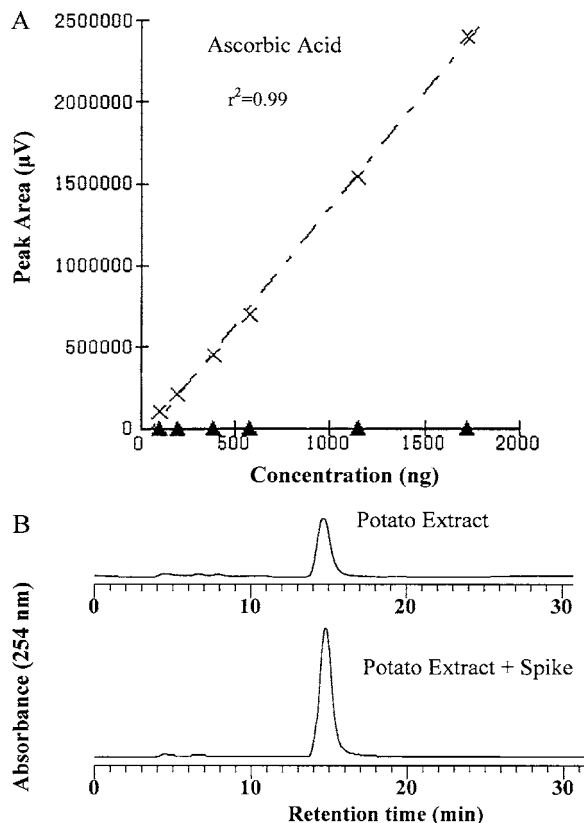 A
Ascorbic Acid
r²=0.99
Peak Area (µV)
2500000
2000000
1500000
1000000
500000
0
0 500 1000 1500 2000
Concentration (ng)
B
Potato Extract
0 10 20 30
Potato Extract + Spike
0 10 20 30
Absorbance (254 nm)
Retention time (min)